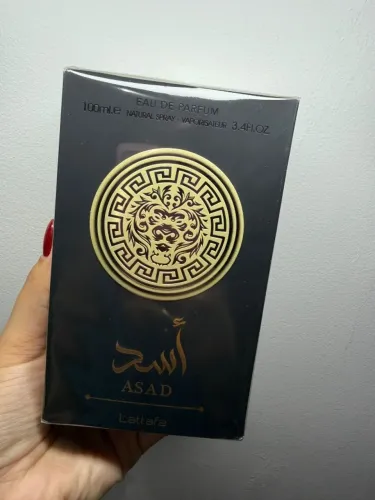 EAU DE PARFUM
100ml℮ NATURAL SPRAY - VAPORISATEUR 3.4FL.OZ
أسد
ASAD
Lattafa